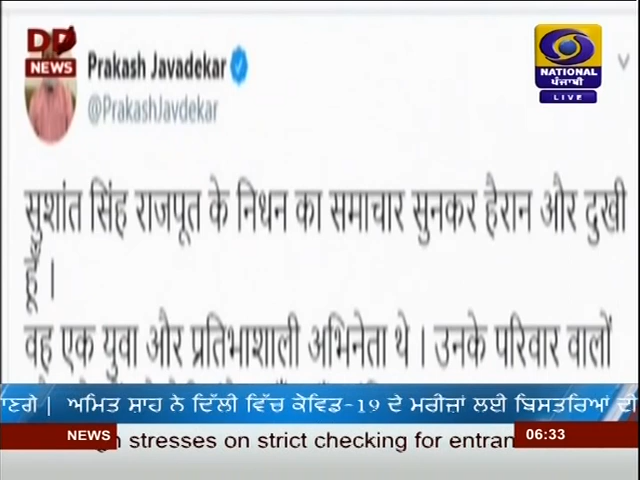 DD
NEWS
Prakash Javadekar
@PrakashJavdekar
NATIONAL
ਪੰਜਾਬੀ
LIVE
सुशांत सिंह राजपूत के निधन का समाचार सुनकर हैरान और दुखी
हूँ ।
वह एक युवा और प्रतिभाशाली अभिनेता थे । उनके परिवार वालों
ਾਣਗੇ | ਅਮਿਤ ਸ਼ਾਹ ਨੇ ਦਿੱਲੀ ਵਿੱਚ ਕੋਵਿਡ-19 ਦੇ ਮਰੀਜ਼ਾਂ ਲਈ ਬਿਸਤਰਿਆਂ ਦੀ
NEWS
stresses on strict checking for entran
06:33